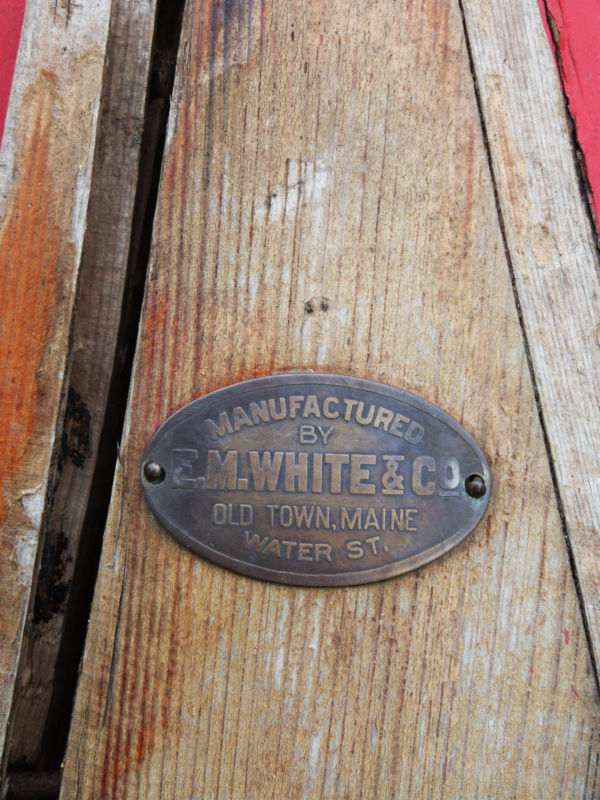 MANUFACTURED
BY
E.M.WHITE & CO
OLD TOWN, MAINE
WATER ST.